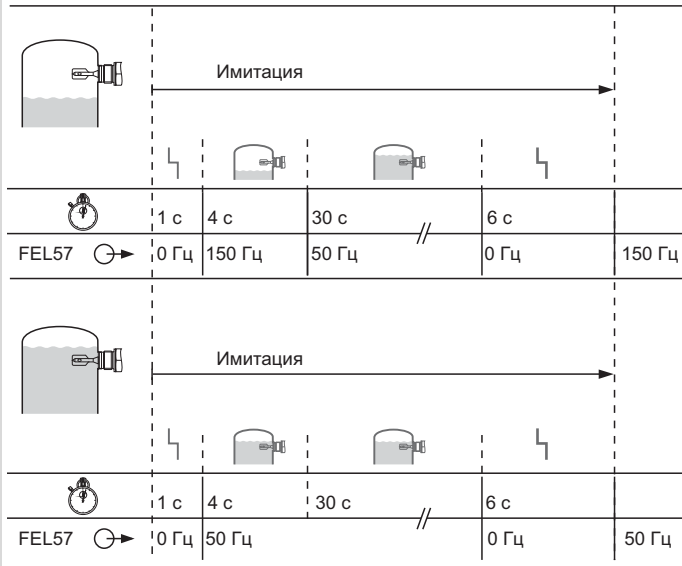 Имитация
1 с 4 с 30 с 6 с
FEL57 0 Гц 150 Гц 50 Гц 0 Гц 150 Гц
Имитация
1 с 4 с 30 с 6 с
FEL57 0 Гц 50 Гц 0 Гц 50 Гц